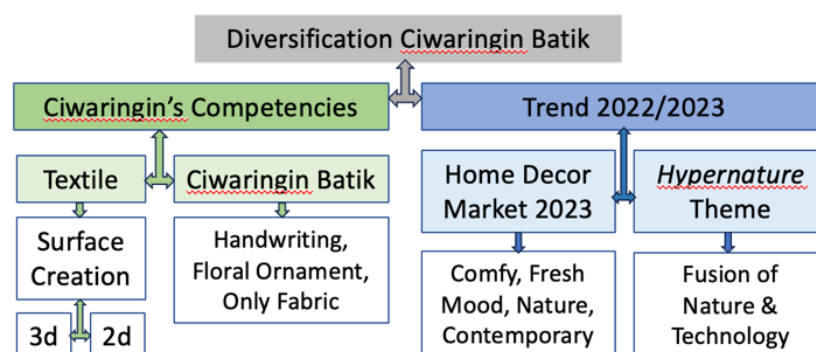 Diversification Ciwaringin Batik
Ciwaringin's Competencies
Trend 2022/2023
Textile
Ciwaringin Batik
Home Decor
Market 2023
Hypernature
Theme
Surface
Creation
Handwriting,
Floral Ornament,
Only Fabric
Comfy, Fresh
Mood, Nature,
Contemporary
Fusion of
Nature &
Technology
3d
2d